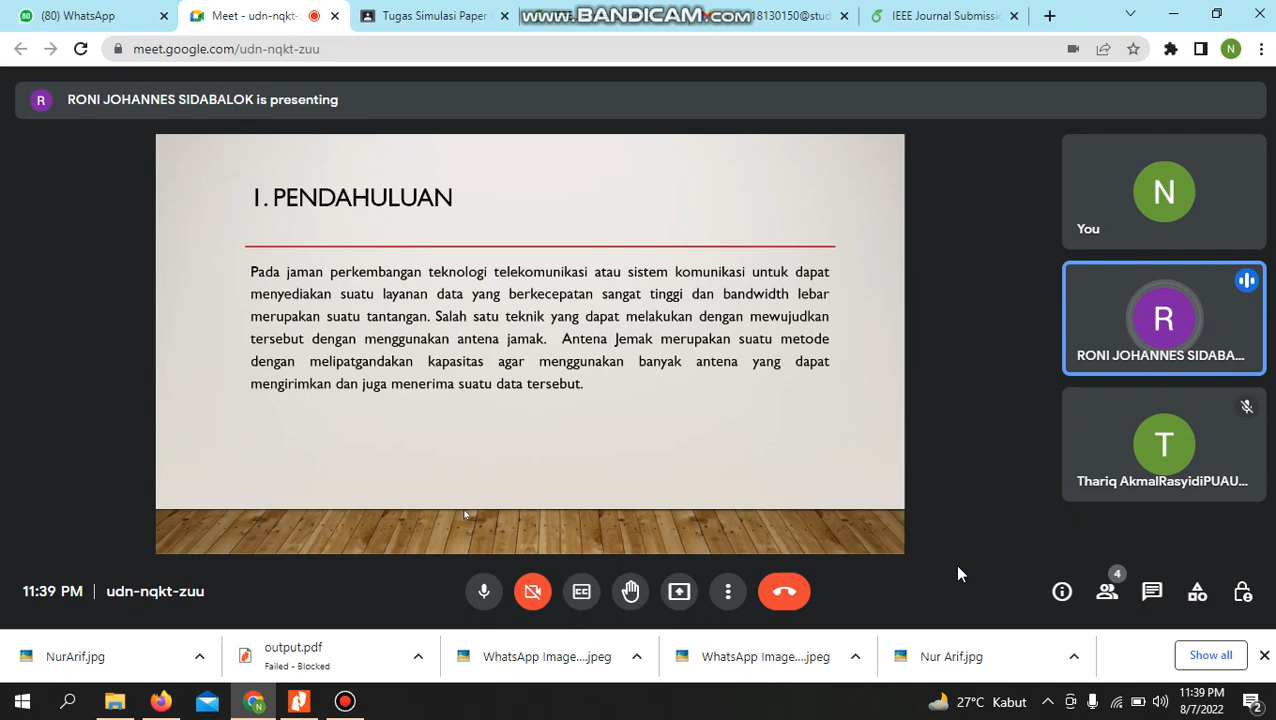 (80) WhatsApp
Meet - udn-nqkt-
Tugas Simulasi Paper
WWW.BANDICAM.COM
18130150@stud
IEEE Journal Submissi
meet.google.com/udn-nqkt-zuu
N
R
RONI JOHANNES SIDABALOK is presenting
1. PENDAHULUAN
Pada jaman perkembangan teknologi telekomunikasi atau sistem komunikasi untuk dapat
menyediakan suatu layanan data yang berkecepatan sangat tinggi dan bandwidth lebar
merupakan suatu tantangan. Salah satu teknik yang dapat melakukan dengan mewujudkan
tersebut dengan menggunakan antena jamak. Antena Jemak merupakan suatu metode
dengan melipatgandakan kapasitas agar menggunakan banyak antena yang dapat
mengirimkan dan juga menerima suatu data tersebut.
N
You
R
RONI JOHANNES SIDABA...
T
Thariq AkmalRasyidiPUAU...
11:39 PM | udn-nqkt-zuu
4
NurArif.jpg
output.pdf
Failed - Blocked
WhatsApp Image....jpeg
WhatsApp Image....jpeg
Nur Arif.jpg
Show all
27°C Kabut
11:39 PM
8/7/2022
2